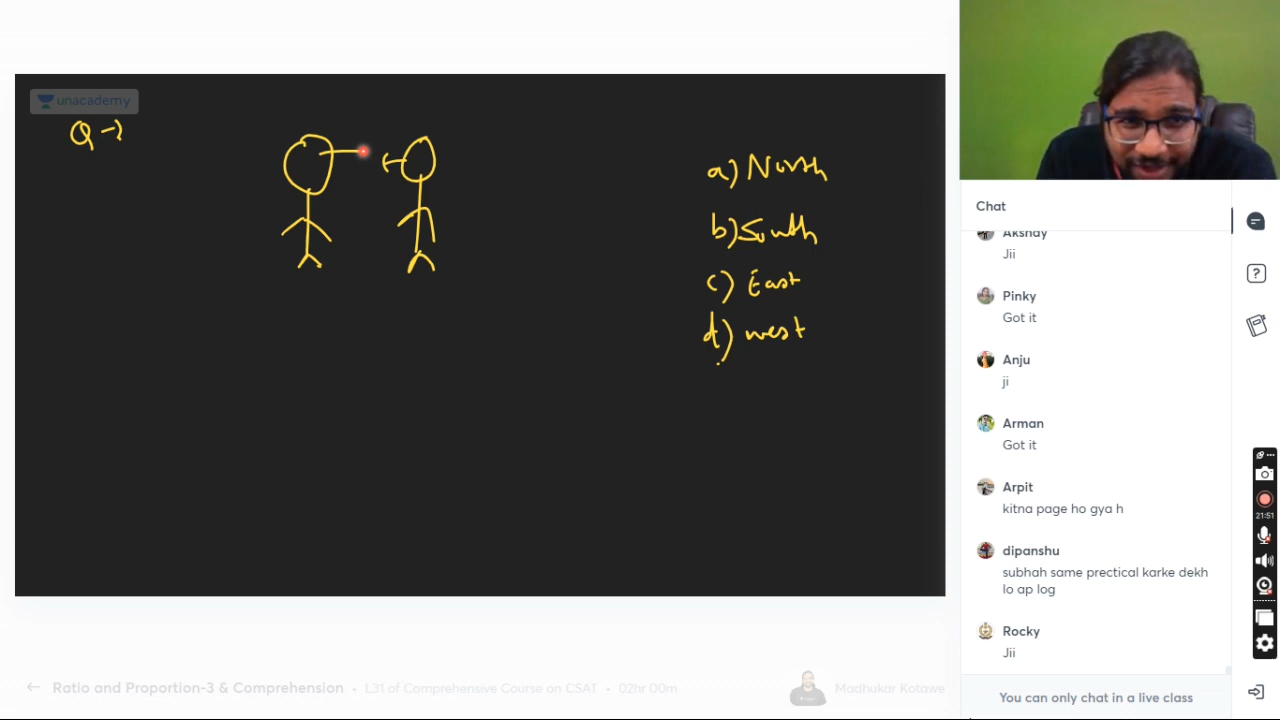 unacademy
Q→
a) North
b) South
c) East
d) west
Chat
Akshay
Jii
Pinky
Got it
Anju
ji
Arman
Got it
Arpit
kitna page ho gya h
dipanshu
subhah same prectical karke dekh
lo ap log
Rocky
Jii
21:51
← Ratio and Proportion-3 & Comprehension • L31 of Comprehensive Course on CSAT • 02hr 00m
Madhukar Kotawe
You can only chat in a live class